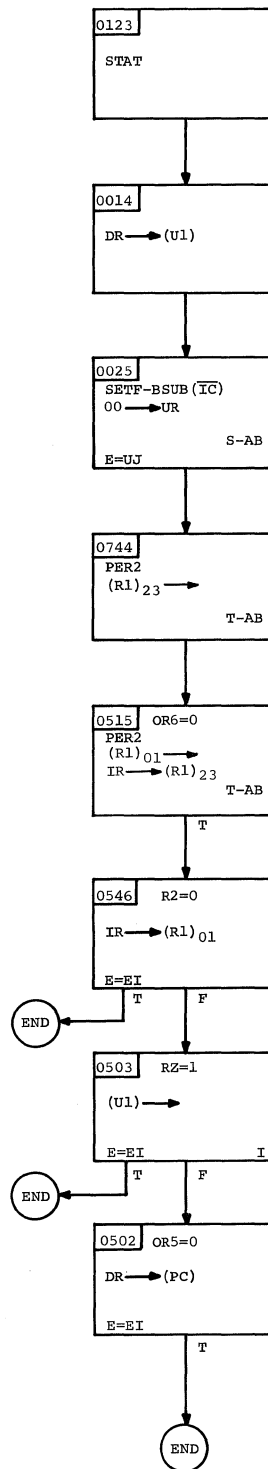 0123
STAT
0014
DR → (U1)
0025
SETF-BSUB(I̅C̅)
00 → UR
S-AB
E=UJ
0744
PER2
(R1)23 →
T-AB
0515 OR6=0
PER2
(R1)01 →
IR → (R1)23
T-AB
T
0546 R2=0
IR → (R1)01
E=EI
T F
END
0503 RZ=1
(U1) →
E=EI I
T F
END
0502 OR5=0
DR → (PC)
E=EI
T
END